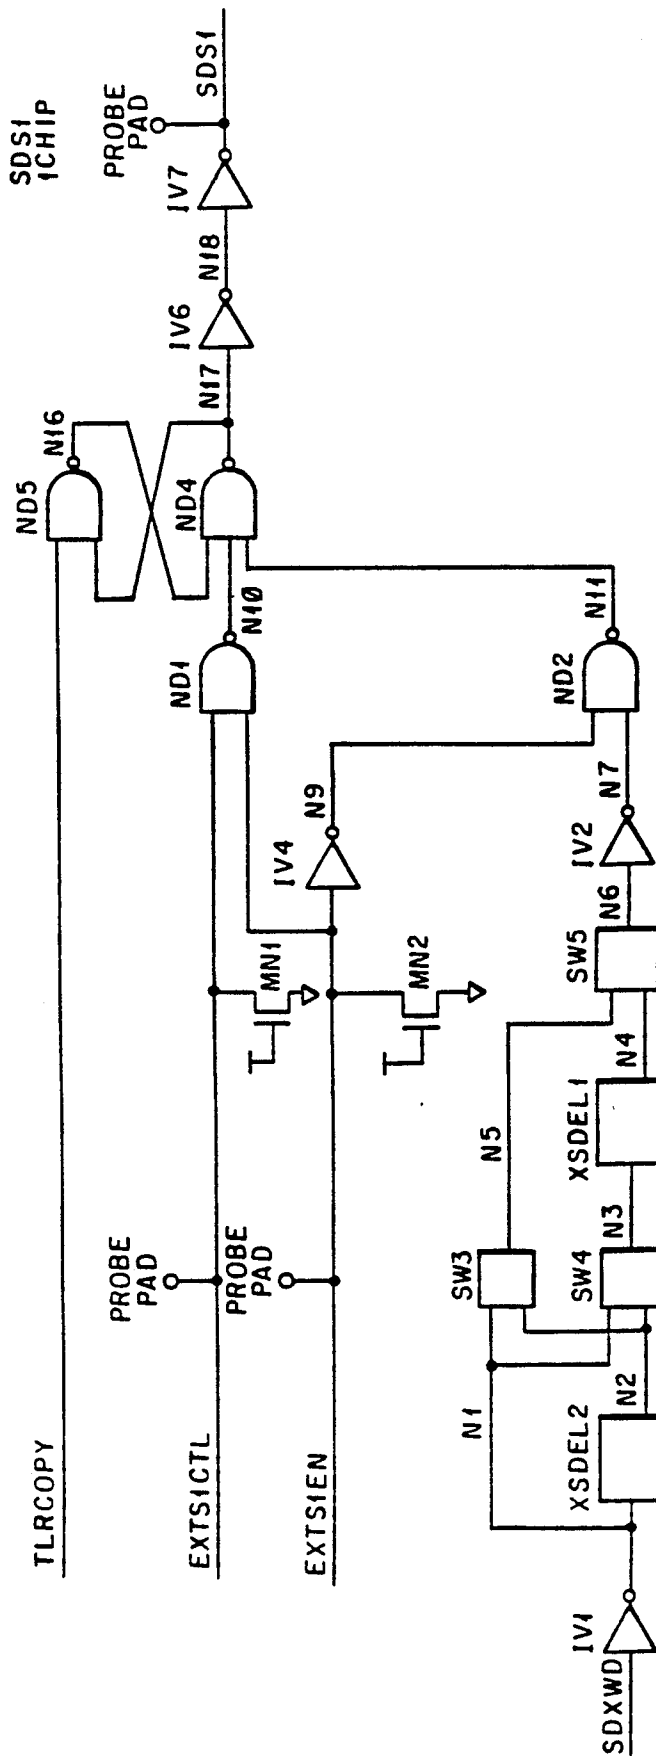 SDS1
1CHIP
TLRCOPY
ND5
N16
PROBE
PAD
PROBE
PAD
EXTS1CTL
ND1
N10
ND4
N17
IV6
N18
IV7
SDS1
MN1
PROBE
PAD
EXTS1EN
IV4
N9
MN2
N5
SW3
N1
ND2
N11
SDXWD
IV1
XSDEL2
N2
SW4
N3
XSDEL1
N4
SW5
N6
IV2
N7